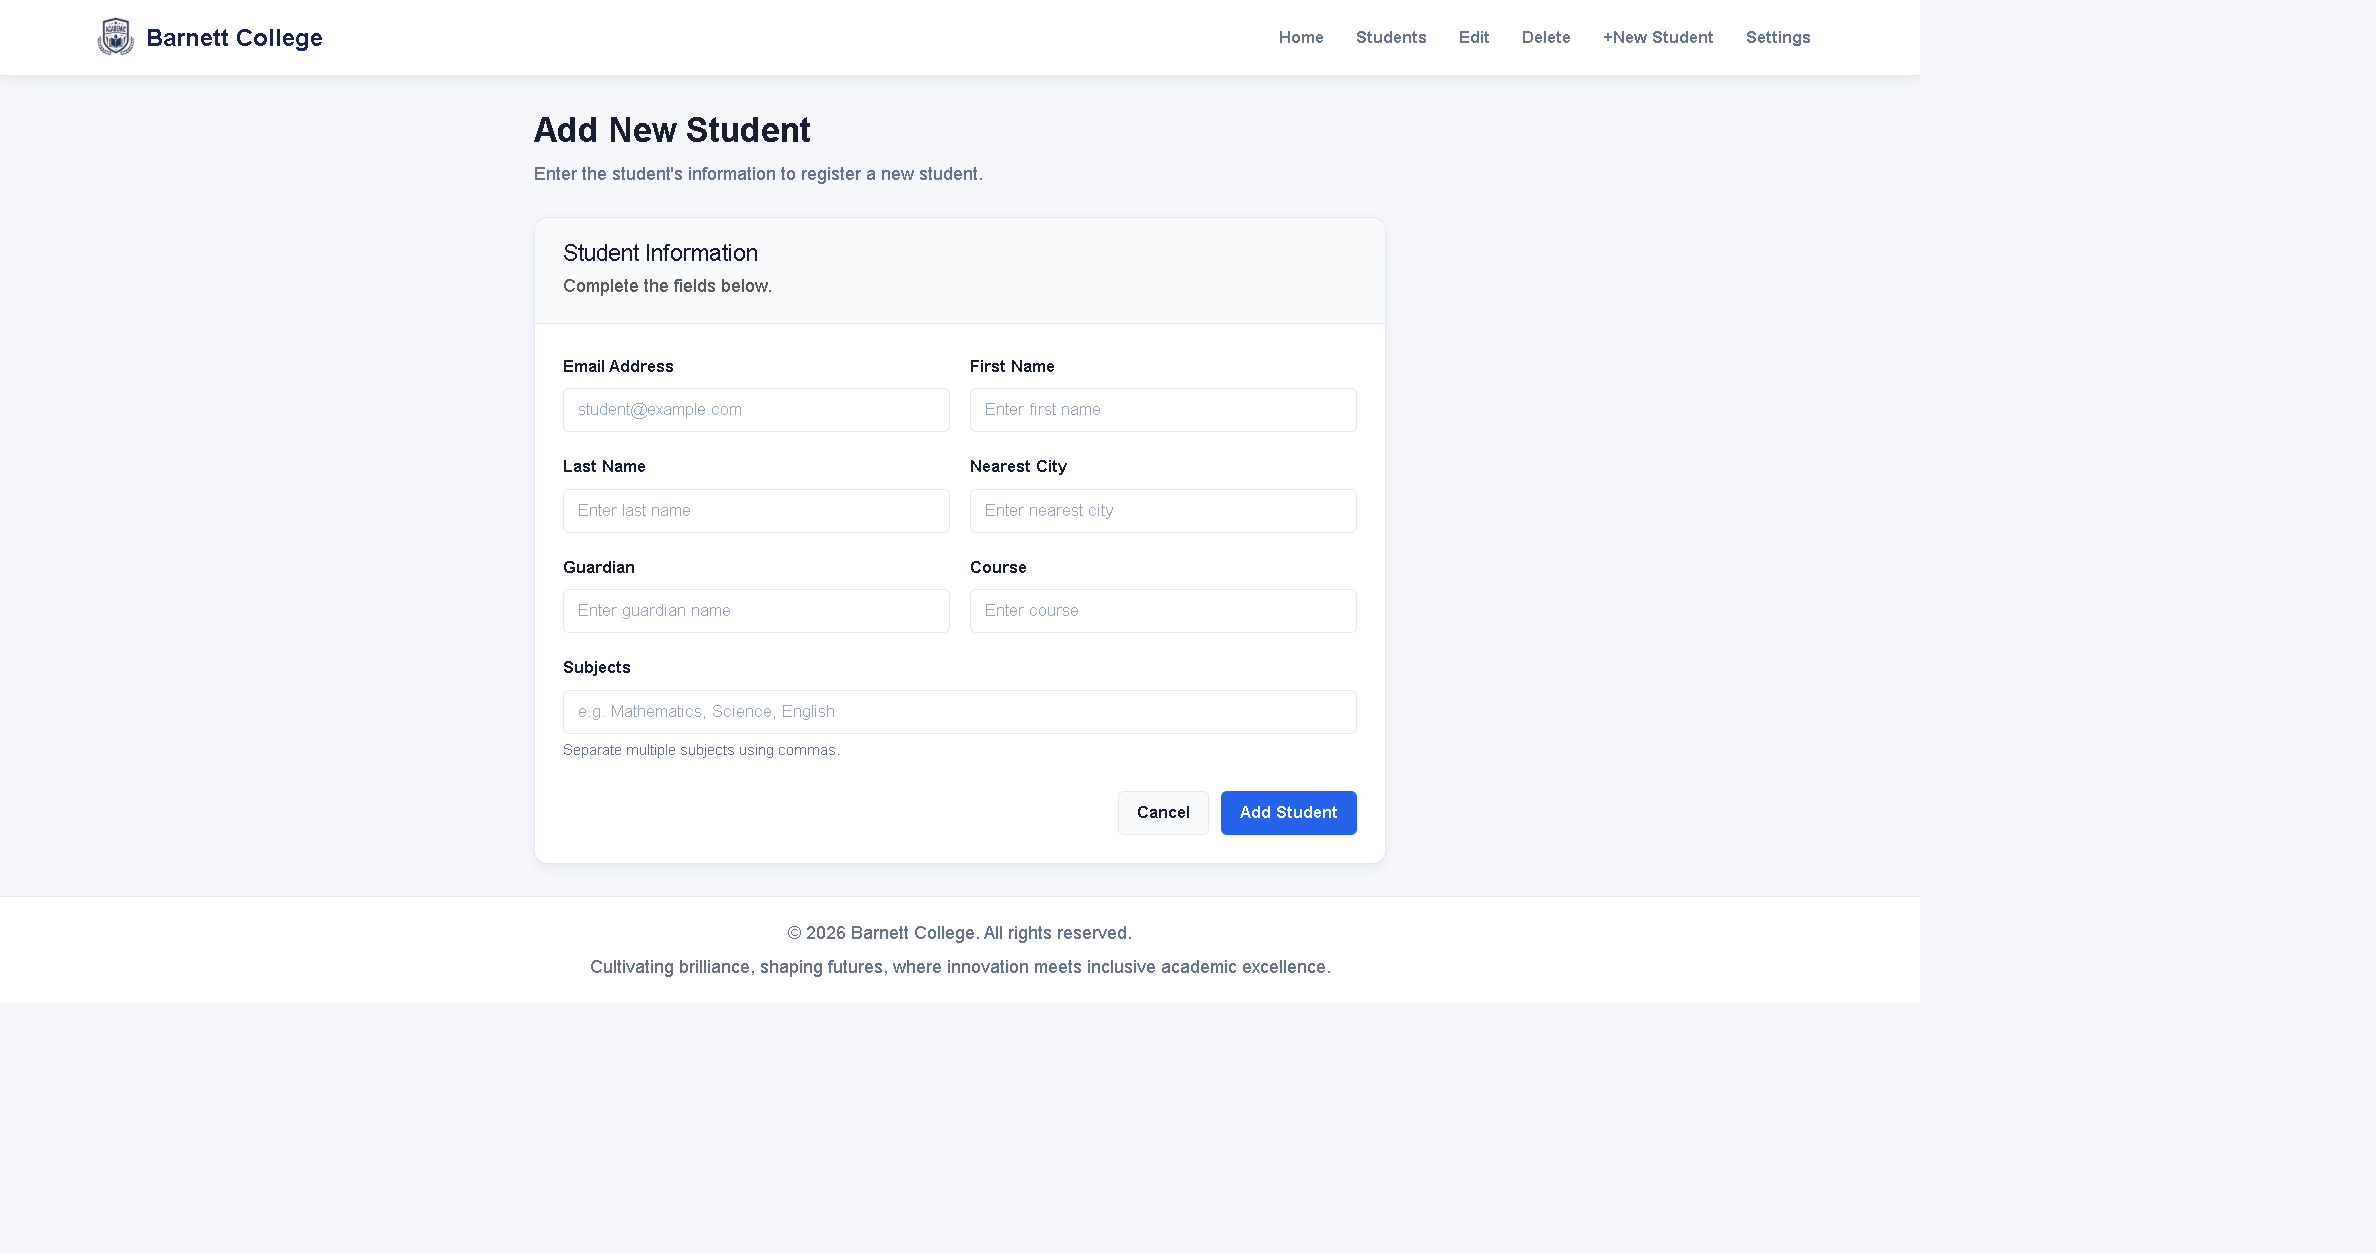 ACADEMIC
Barnett College
Home
Students
Edit
Delete
+New Student
Settings
Add New Student
Enter the student's information to register a new student.
Student Information
Complete the fields below.
Email Address
First Name
student@example.com
Enter first name
Last Name
Nearest City
Enter last name
Enter nearest city
Guardian
Course
Enter guardian name
Enter course
Subjects
e.g. Mathematics, Science, English
Separate multiple subjects using commas.
Cancel
Add Student
© 2026 Barnett College. All rights reserved.
Cultivating brilliance, shaping futures, where innovation meets inclusive academic excellence.